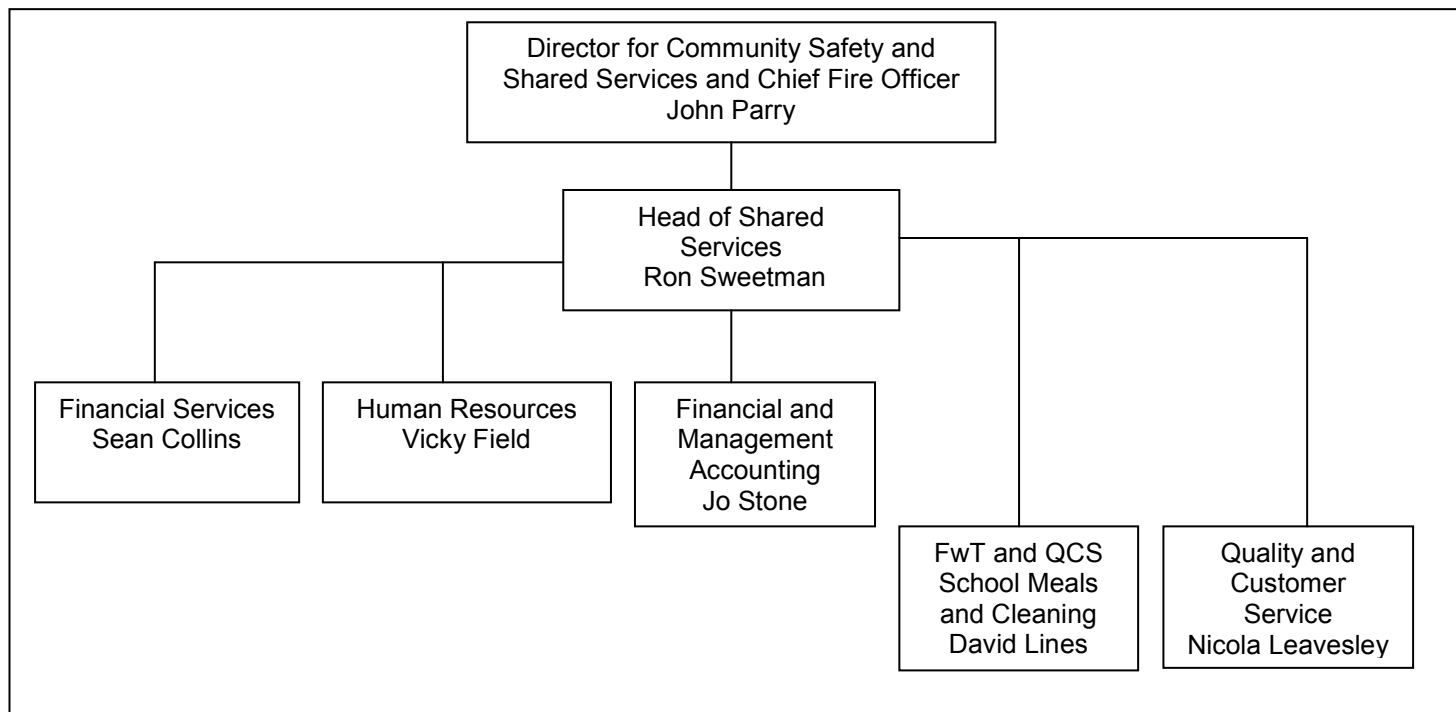 Director for Community Safety and
Shared Services and Chief Fire Officer
John Parry
Head of Shared
Services
Ron Sweetman
Financial Services
Sean Collins
Human Resources
Vicky Field
Financial and
Management
Accounting
Jo Stone
FwT and QCS
School Meals
and Cleaning
David Lines
Quality and
Customer
Service
Nicola Leavesley